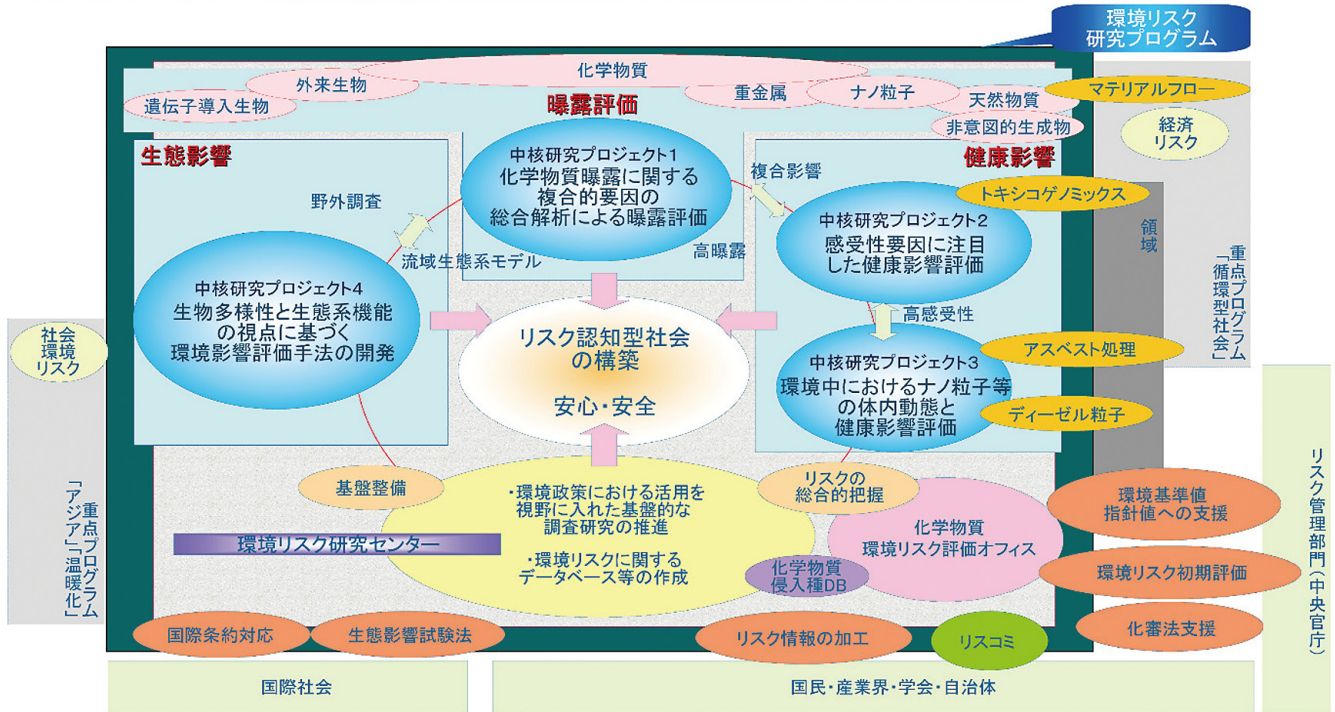 環境リスク
研究プログラム
化学物質
外来生物
遺伝子導入生物
重金属
ナノ粒子
天然物質
非意図的生成物
マテリアルフロー
経済
リスク
曝露評価
生態影響
健康影響
中核研究プロジェクト1
化学物質曝露に関する
複合的要因の
総合解析による曝露評価
複合影響
野外調査
流域生態系モデル
高曝露
トキシコゲノミックス
中核研究プロジェクト2
感受性要因に注目
した健康影響評価
領域
重点プログラム
「循環型社会」
中核研究プロジェクト4
生物多様性と生態系機能
の視点に基づく
環境影響評価手法の開発
リスク認知型社会
の構築
安心・安全
高感受性
中核研究プロジェクト3
環境中におけるナノ粒子等
の体内動態と
健康影響評価
アスベスト処理
ディーゼル粒子
社会
環境
リスク
重点プログラム
「アジア」「温暖化」
基盤整備
・環境政策における活用を
視野に入れた基盤的な
調査研究の推進
・環境リスクに関する
データベース等の作成
リスクの
総合的把握
化学物質
環境リスク評価オフィス
環境リスク研究センター
化学物質
侵入種DB
環境基準値
指針値への支援
環境リスク初期評価
化審法支援
リスク管理部門(中央官庁)
国際条約対応
生態影響試験法
リスク情報の加工
リスコミ
国際社会
国民・産業界・学会・自治体